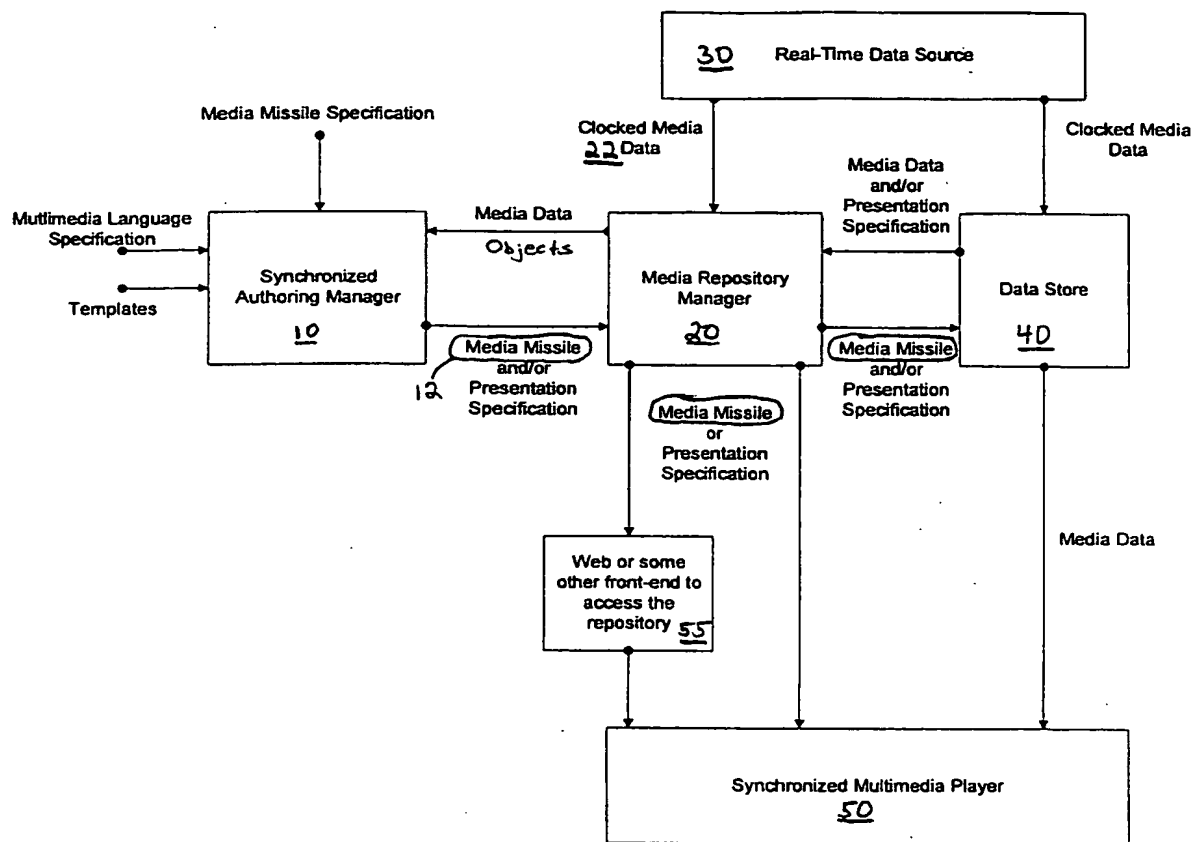 30 Real-Time Data Source
Media Missile Specification
Clocked Media
22 Data
Clocked Media
Data
Media Data
and/or
Presentation
Specification
Mutlimedia Language
Specification
Templates
Media Data
Objects
Synchronized
Authoring Manager
10
Media Repository
Manager
20
Data Store
40
12
Media Missile
and/or
Presentation
Specification
Media Missile
and/or
Presentation
Specification
Media Missile
or
Presentation
Specification
Media Data
Web or some
other front-end to
access the
repository 55
Synchronized Multimedia Player
50